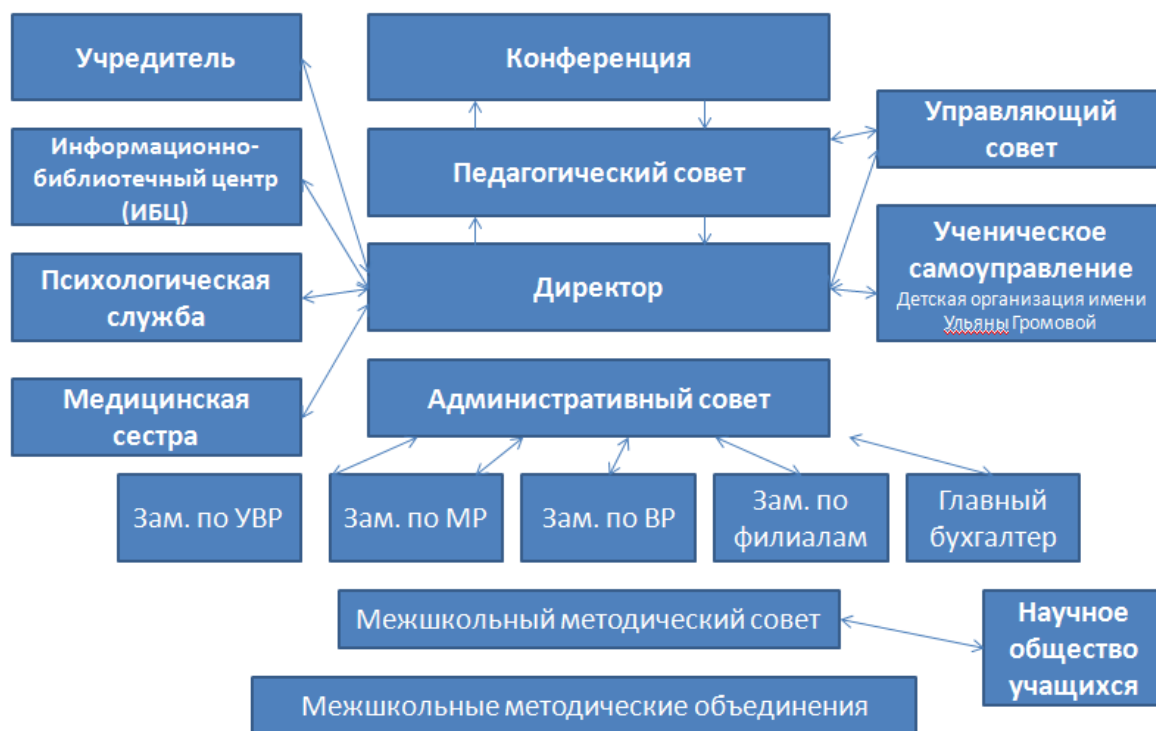 Учредитель
Конференция
Информационно-
библиотечный центр
(ИБЦ)
Педагогический совет
Управляющий
совет
Психологическая
служба
Директор
Ученическое
самоуправление
Детская организация имени
Ульяны Громовой
Медицинская
сестра
Административный совет
Зам. по УВР
Зам. по МР
Зам. по ВР
Зам. по
филиалам
Главный
бухгалтер
Межшкольный методический совет
Научное
общество
учащихся
Межшкольные методические объединения